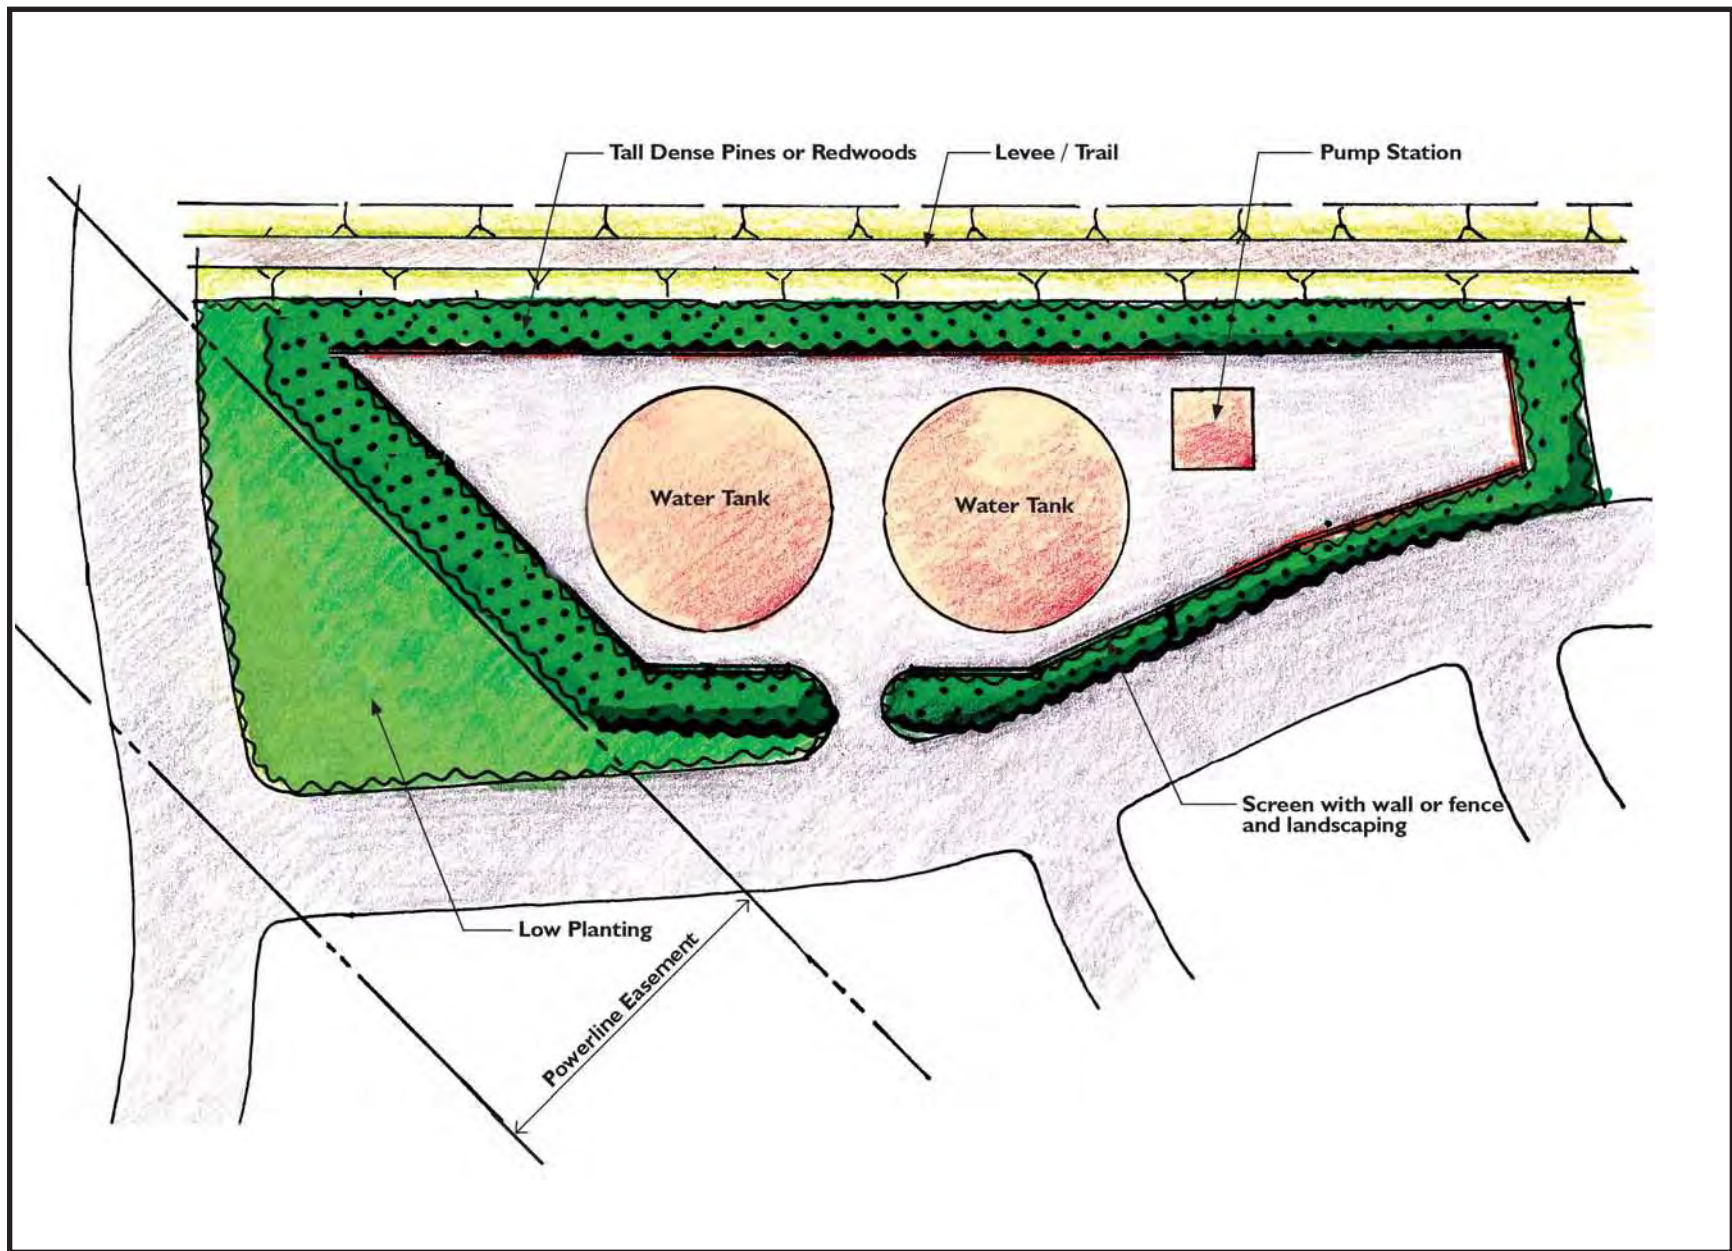 Tall Dense Pines or Redwoods
Levee / Trail
Pump Station
Water Tank
Water Tank
Screen with wall or fence
and landscaping
Low Planting
Powerline Easement